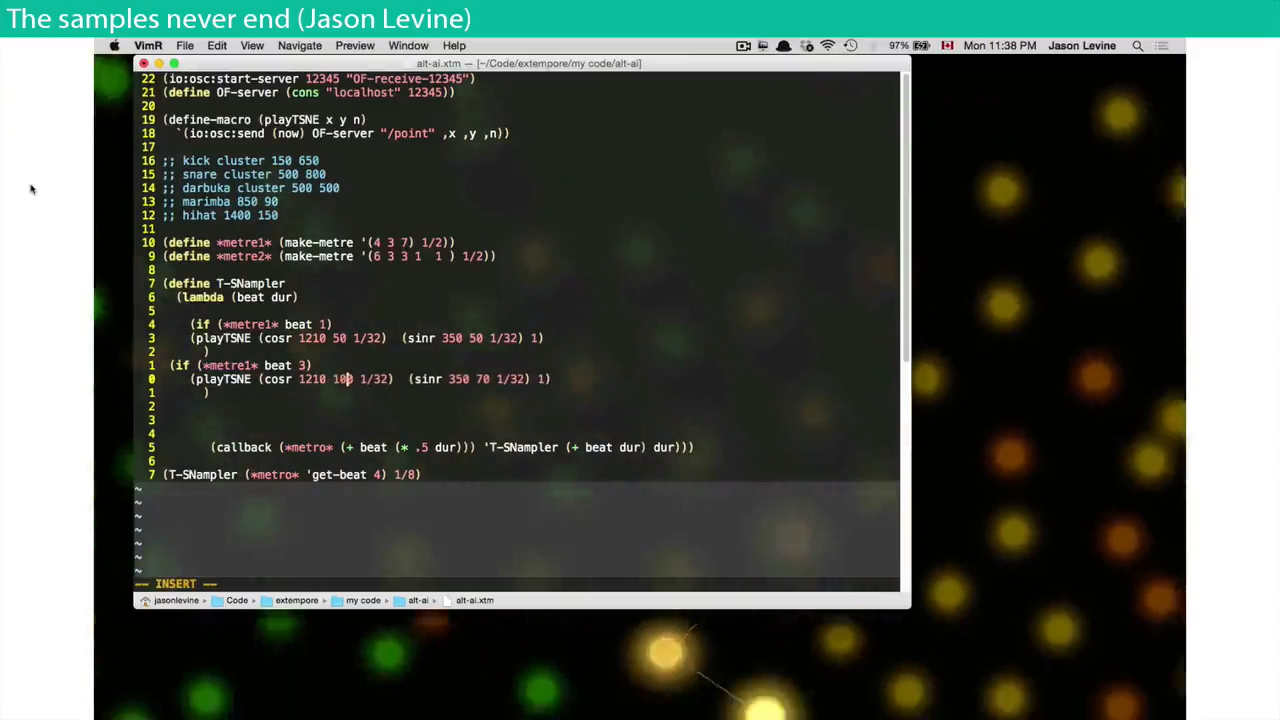 The samples never end (Jason Levine)
VimR File Edit View Navigate Preview Window Help 97% Mon 11:38 PM Jason Levine
alt-ai.xtm — [~/Code/extempore/my code/alt-ai]
22 (io:osc:start-server 12345 "OF-receive-12345")
21 (define OF-server (cons "localhost" 12345))
20
19 (define-macro (playTSNE x y n)
18 `(io:osc:send (now) OF-server "/point" ,x ,y ,n))
17
16 ;; kick cluster 150 650
15 ;; snare cluster 500 800
14 ;; darbuka cluster 500 500
13 ;; marimba 850 90
12 ;; hihat 1400 150
11
10 (define *metre1* (make-metre '(4 3 7) 1/2))
9 (define *metre2* (make-metre '(6 3 3 1  1 ) 1/2))
8
7 (define T-SNampler
6 (lambda (beat dur)
5
4 (if (*metre1* beat 1)
3 (playTSNE (cosr 1210 50 1/32)  (sinr 350 50 1/32) 1)
2 )
1 (if (*metre1* beat 3)
0 (playTSNE (cosr 1210 100 1/32)  (sinr 350 70 1/32) 1)
1 )
2
3
4
5 (callback (*metro* (+ beat (* .5 dur))) 'T-SNampler (+ beat dur) dur)))
6
7 (T-SNampler (*metro* 'get-beat 4) 1/8)
~
~
~
~
~
~
~
-- INSERT --
jasonlevine Code extempore my code alt-ai alt-ai.xtm